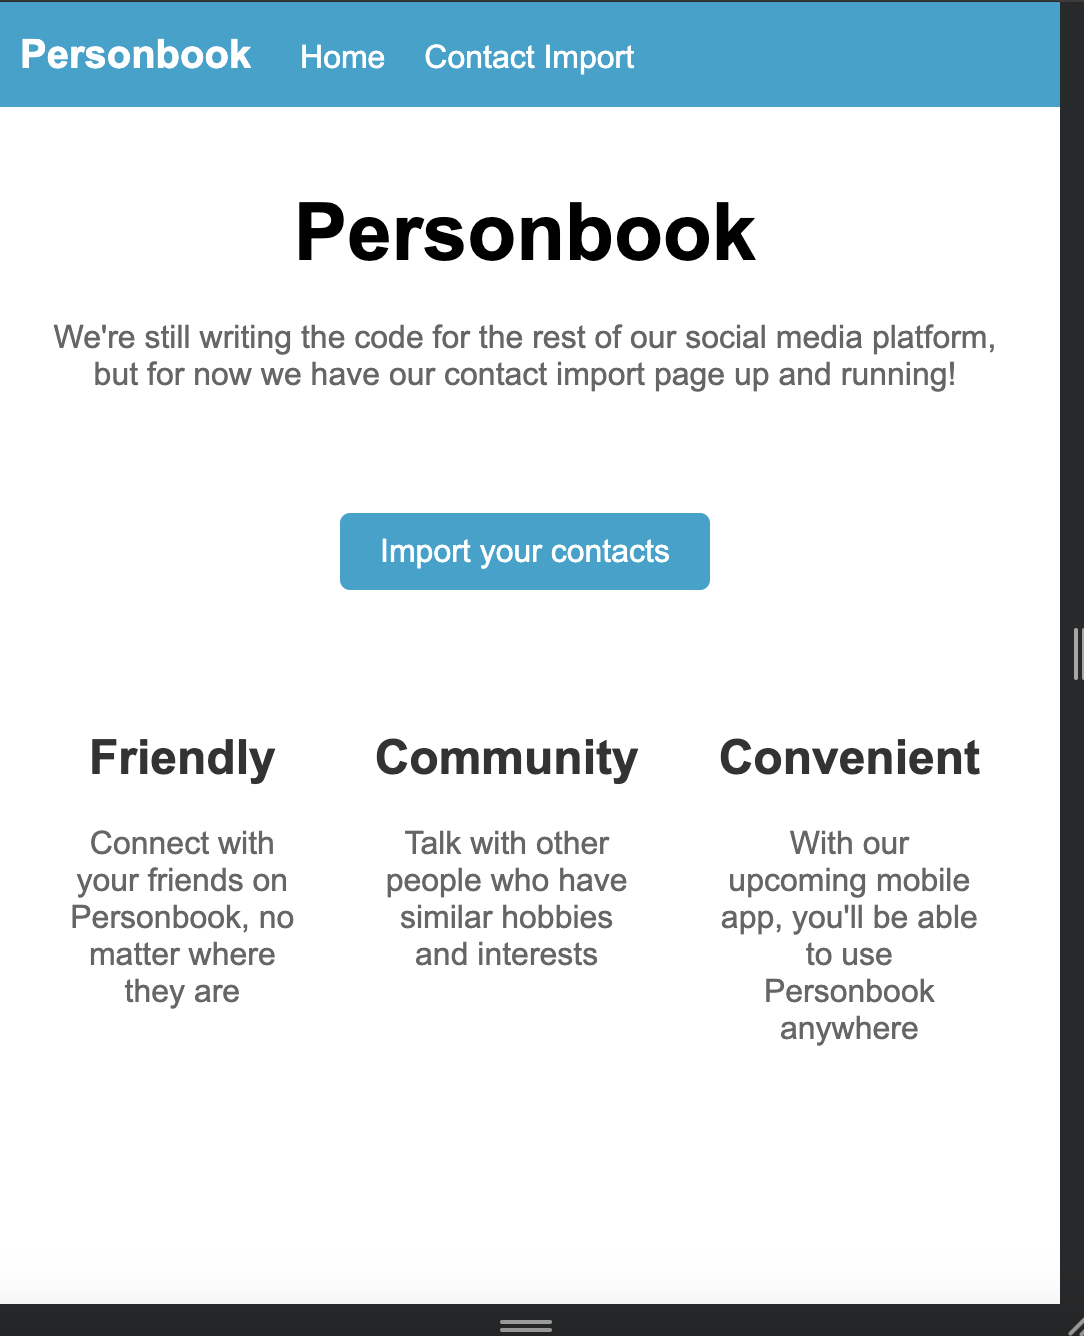 Personbook Home Contact Import
Personbook
We're still writing the code for the rest of our social media platform,
but for now we have our contact import page up and running!
Import your contacts
Friendly
Connect with
your friends on
Personbook, no
matter where
they are
Community
Talk with other
people who have
similar hobbies
and interests
Convenient
With our
upcoming mobile
app, you'll be able
to use
Personbook
anywhere